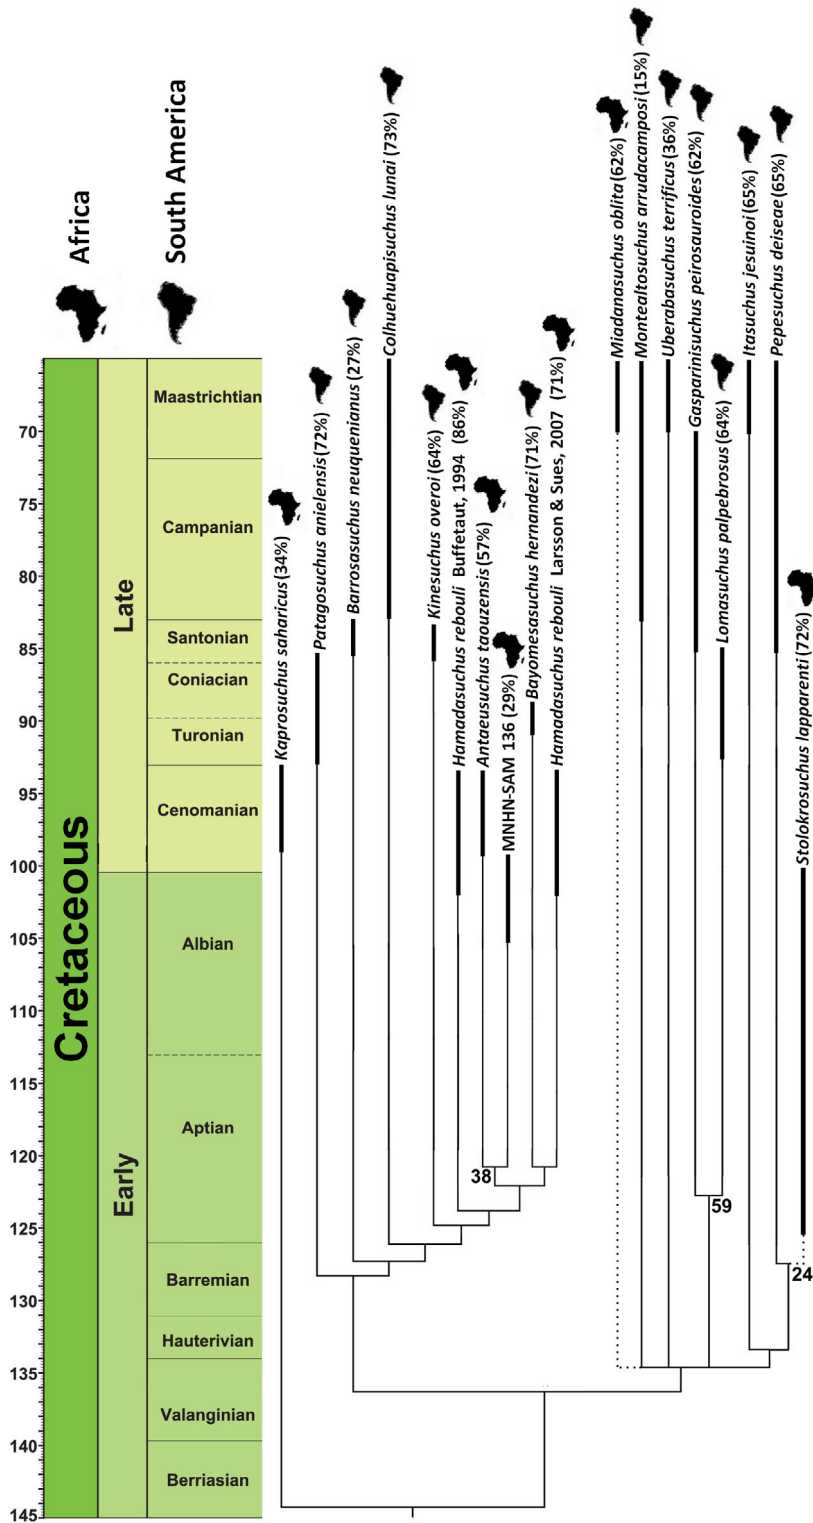 Africa
South America
Cretaceous
Late
Early
Maastrichtian
Campanian
Santonian
Coniacian
Turonian
Cenomanian
Albian
Aptian
Barremian
Hauterivian
Valanginian
Berriasian
70
75
80
85
90
95
100
105
110
115
120
125
130
135
140
145
Kaprosuchus saharicus (34%)
Patagosuchus anielensis (72%)
Barrosasuchus neuquenianus (27%)
Colhuehuapisuchus lunai (73%)
Kinesuchus overoi (64%)
Hamadasuchus rebouli Buffetaut, 1994 (86%)
Antaeusuchus taouzensis (57%)
MNHN-SAM 136 (29%)
Bayomesasuchus hernandezi (71%)
Hamadasuchus rebouli Larsson & Sues, 2007 (71%)
Miadanasuchus oblita (62%)
Montealtosuchus arrudacamposi (15%)
Uberabasuchus terrificus (36%)
Gasparinisuchus peirosauroides (62%)
Lomasuchus palpebrosus (64%)
Itasuchus jesuinoi (65%)
Pepesuchus deiseae (65%)
Stolokrosuchus lapparenti (72%)
38
59
24